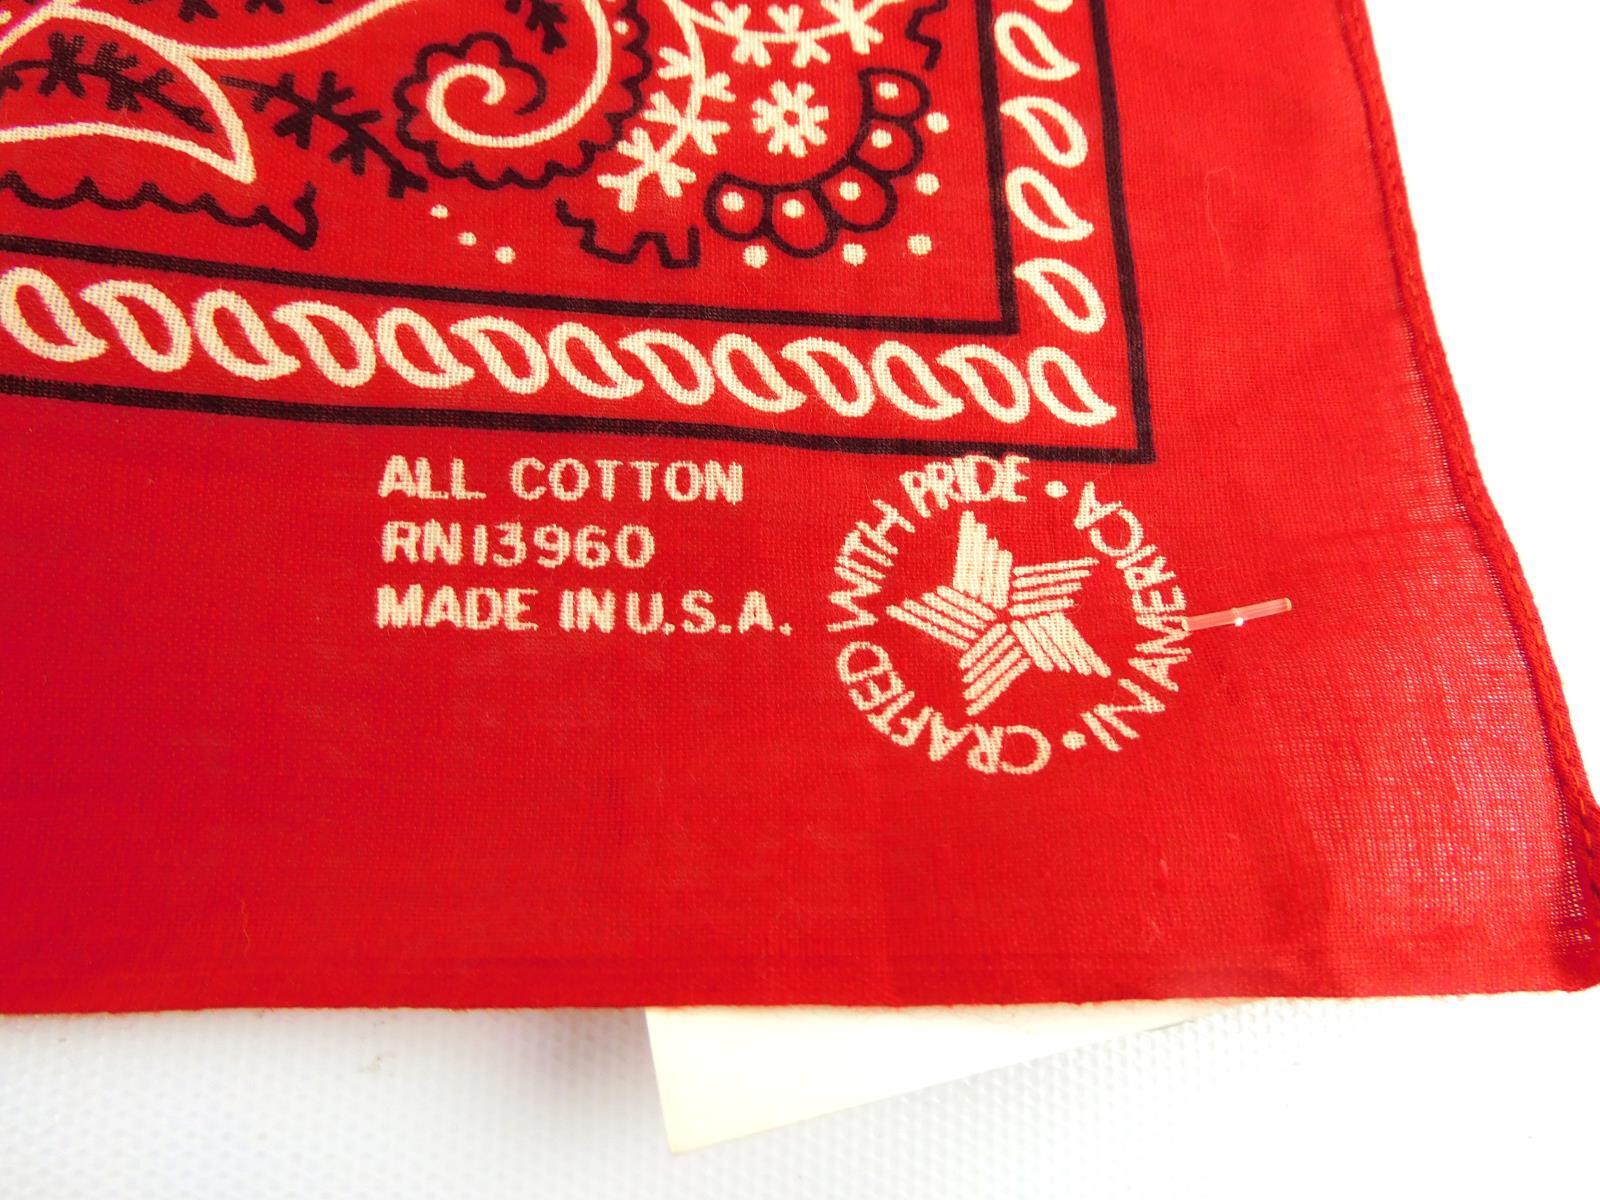 ALL COTTON
RN13960
MADE IN U.S.A.
CRAFTED WITH PRIDE • IN AMERICA •